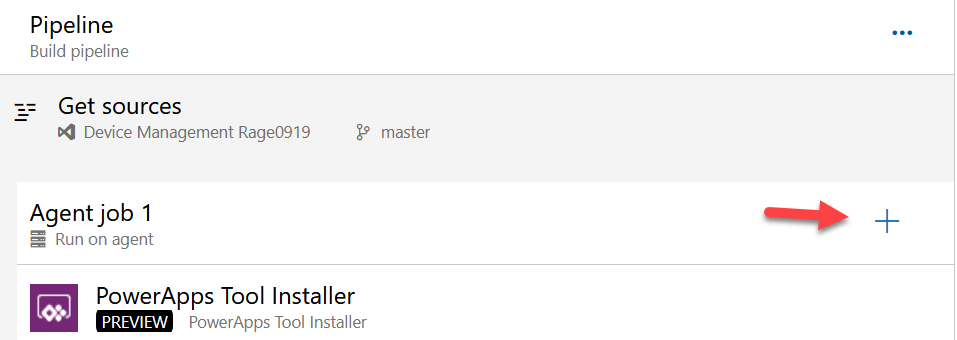 Pipeline
Build pipeline
Get sources
Device Management Rage0919 master
Agent job 1
Run on agent
PowerApps Tool Installer
PREVIEW PowerApps Tool Installer